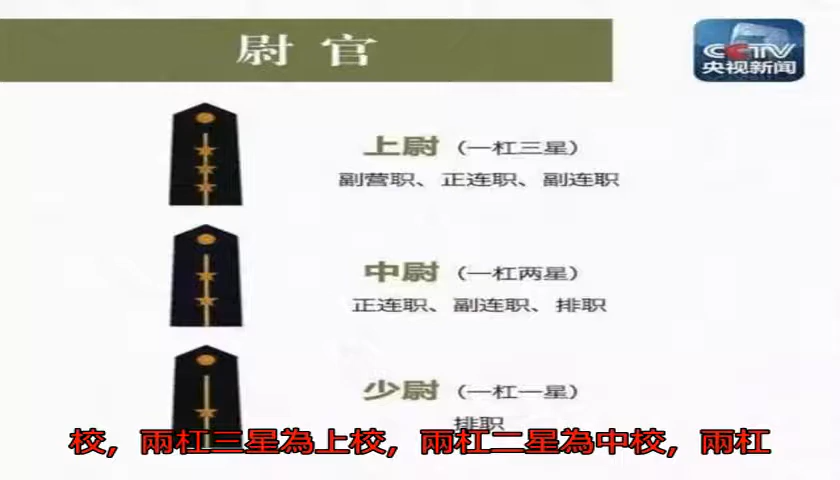 尉官
CCTV
央视新闻
上尉（一杠三星）
副营职、正连职、副连职
中尉（一杠两星）
正连职、副连职、排职
少尉（一杠一星）
排职
校，兩杠三星為上校，兩杠二星為中校，兩杠